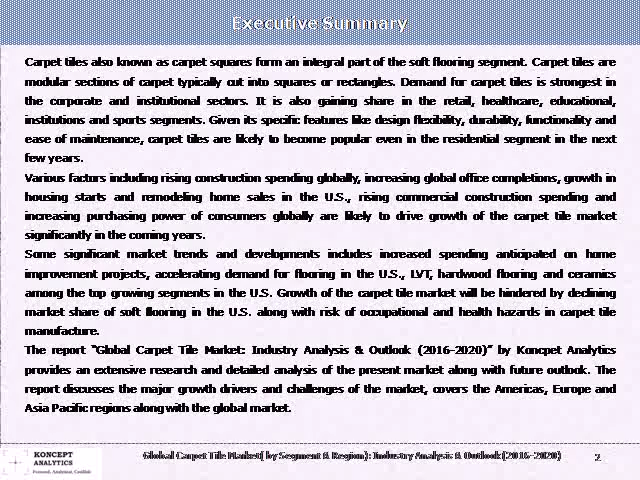 Executive Summary
Carpet tiles also known as carpet squares form an integral part of the soft flooring segment. Carpet tiles are
modular sections of carpet typically cut into squares or rectangles. Demand for carpet tiles is strongest in
the corporate and institutional sectors. It is also gaining share in the retail, healthcare, educational,
institutions and sports segments. Given its specific features like design flexibility, durability, functionality and
ease of maintenance, carpet tiles are likely to become popular even in the residential segment in the next
few years.
Various factors including rising construction spending globally, increasing global office completions, growth in
housing starts and remodeling home sales in the U.S., rising commercial construction spending and
increasing purchasing power of consumers globally are likely to drive growth of the carpet tile market
significantly in the coming years.
Some significant market trends and developments includes increased spending anticipated on home
improvement projects, accelerating demand for flooring in the U.S., LVT, hardwood flooring and ceramics
among the top growing segments in the U.S. Growth of the carpet tile market will be hindered by declining
market share of soft flooring in the U.S. along with risk of occupational and health hazards in carpet tile
manufacture.
The report “Global Carpet Tile Market: Industry Analysis & Outlook (2016-2020)” by Koncpet Analytics
provides an extensive research and detailed analysis of the present market along with future outlook. The
report discusses the major growth drivers and challenges of the market, covers the Americas, Europe and
Asia Pacific regions along with the global market.
KONCEPT
ANALYTICS
Global Carpet Tile Market( by Segment & Region): Industry Analysis & Outlook (2016-2020)
2